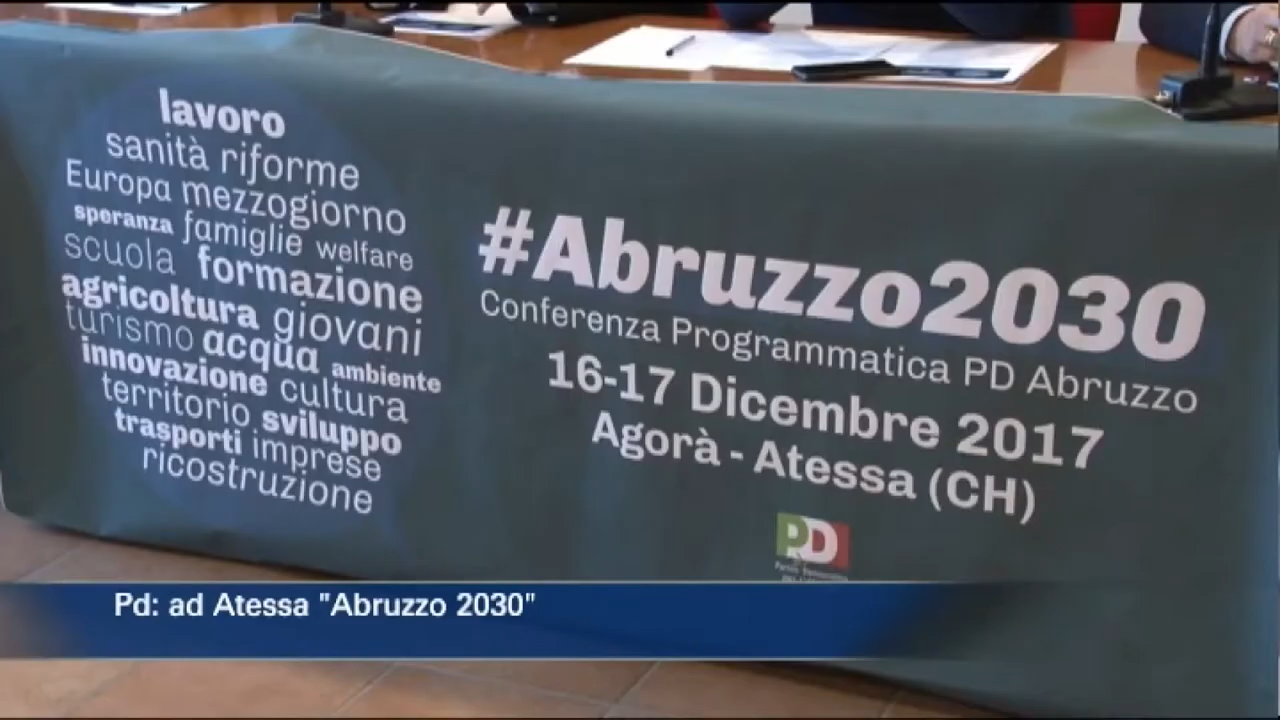 lavoro
sanità riforme
Europa mezzogiorno
speranza famiglie welfare
scuola formazione
agricoltura giovani
turismo acqua ambiente
innovazione cultura
territorio sviluppo
trasporti imprese
ricostruzione
#Abruzzo2030
Conferenza Programmatica PD Abruzzo
16-17 Dicembre 2017
Agorà - Atessa (CH)
PD
Partito Democratico
Pd: ad Atessa "Abruzzo 2030"